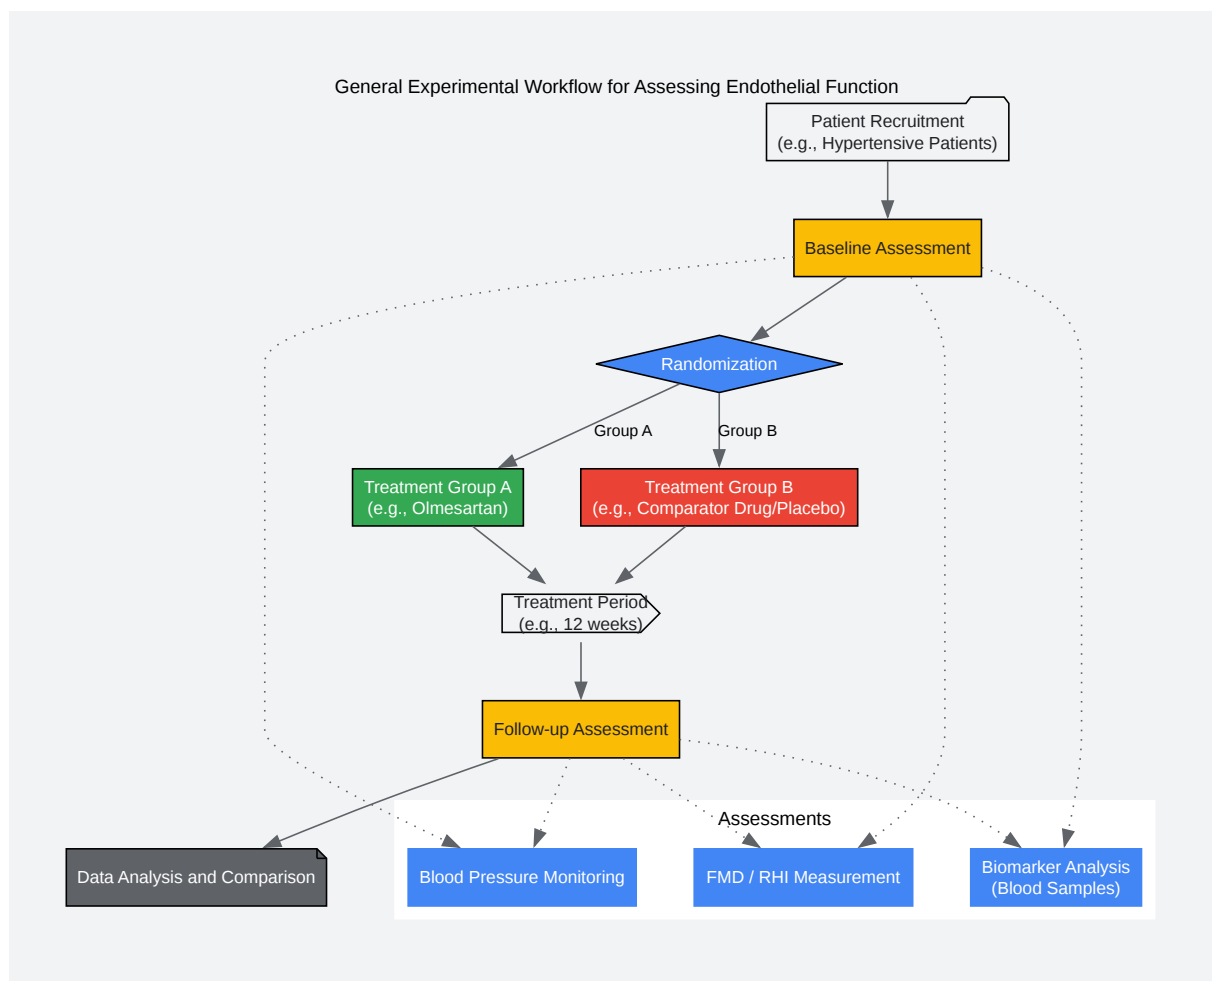 General Experimental Workflow for Assessing Endothelial Function
Patient Recruitment
(e.g., Hypertensive Patients)
Baseline Assessment
Randomization
Group A
Group B
Treatment Group A
(e.g., Olmesartan)
Treatment Group B
(e.g., Comparator Drug/Placebo)
Treatment Period
(e.g., 12 weeks)
Follow-up Assessment
Assessments
Data Analysis and Comparison
Blood Pressure Monitoring
FMD / RHI Measurement
Biomarker Analysis
(Blood Samples)